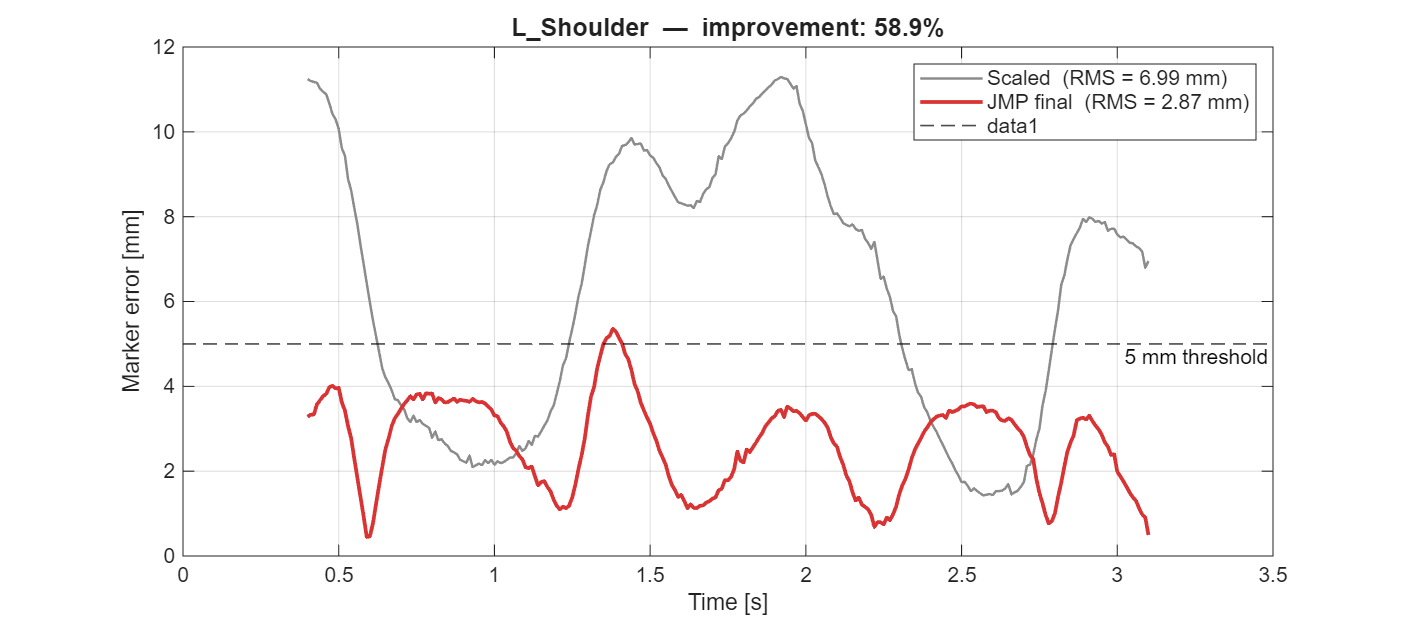 L_Shoulder — improvement: 58.9%
12
10
8
6
4
2
0
Marker error [mm]
Scaled (RMS = 6.99 mm)
JMP final (RMS = 2.87 mm)
data1
5 mm threshold
0 0.5 1 1.5 2 2.5 3 3.5
Time [s]